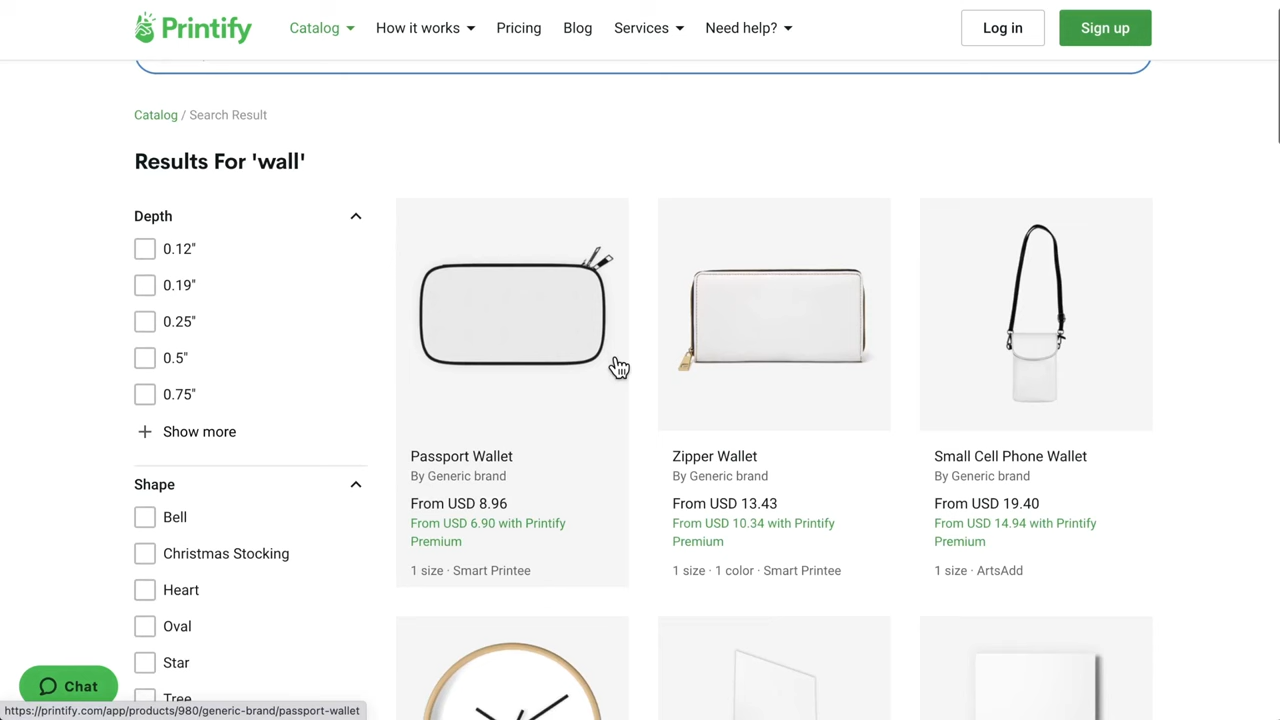 Printify
Catalog How it works Pricing Blog Services Need help? Log in Sign up
Catalog / Search Result
Results For 'wall'
Depth
0.12"
0.19"
0.25"
0.5"
0.75"
Show more
Shape
Bell
Christmas Stocking
Heart
Oval
Star
Tree
Passport Wallet
By Generic brand
From USD 8.96
From USD 6.90 with Printify
Premium
1 size · Smart Printee
Zipper Wallet
By Generic brand
From USD 13.43
From USD 10.34 with Printify
Premium
1 size · 1 color · Smart Printee
Small Cell Phone Wallet
By Generic brand
From USD 19.40
From USD 14.94 with Printify
Premium
1 size · ArtsAdd
Chat
https://printify.com/app/products/980/generic-brand/passport-wallet